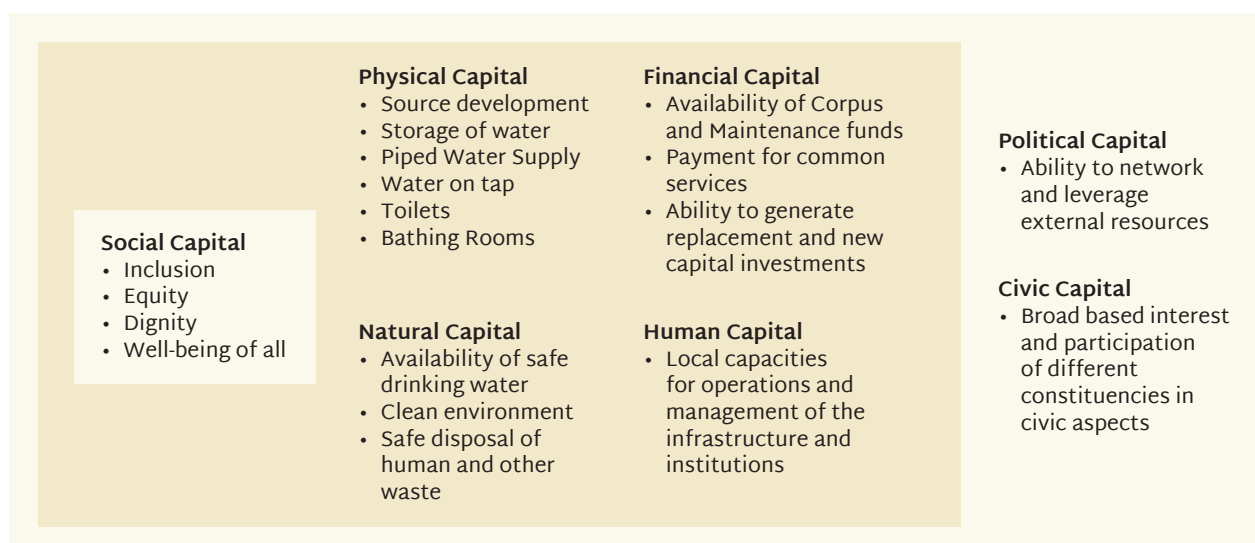 Social Capital
• Inclusion
• Equity
• Dignity
• Well-being of all
Physical Capital
• Source development
• Storage of water
• Piped Water Supply
• Water on tap
• Toilets
• Bathing Rooms
Natural Capital
• Availability of safe
drinking water
• Clean environment
• Safe disposal of
human and other
waste
Financial Capital
• Availability of Corpus
and Maintenance funds
• Payment for common
services
• Ability to generate
replacement and new
capital investments
Human Capital
• Local capacities
for operations and
management of the
infrastructure and
institutions
Political Capital
• Ability to network
and leverage
external resources
Civic Capital
• Broad based interest
and participation
of different
constituencies in
civic aspects